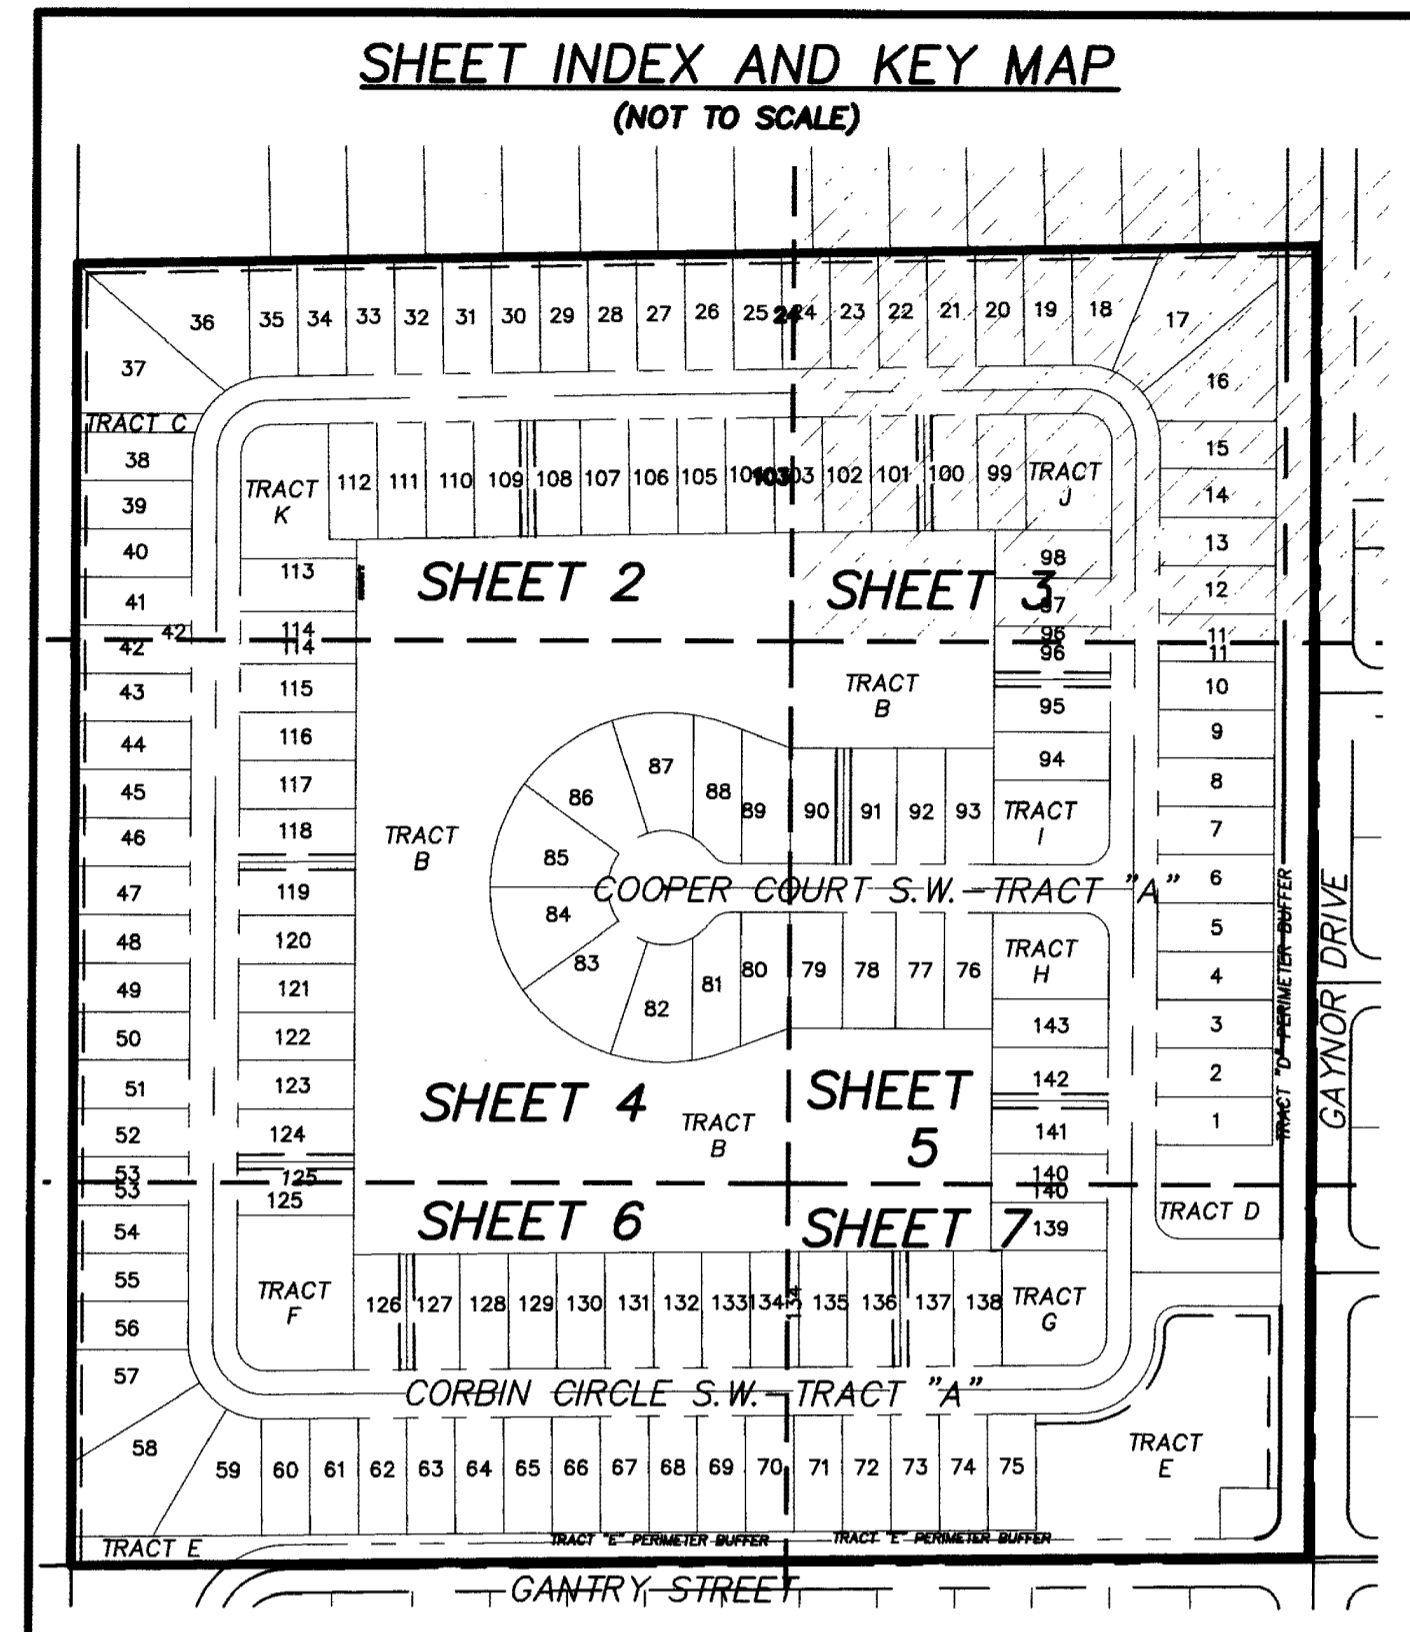 SHEET INDEX AND KEY MAP
(NOT TO SCALE)
36 35 34 33 32 31 30 29 28 27 26 25 24 24 23 22 21 20 19 18 17
37
16
TRACT C
15
38
39
40
41
42
42
43
44
45
46
47
48
49
50
51
52
53
53
54
55
56
57
58
14
13
12
11
11
10
9
8
7
6
5
4
3
2
1
TRACT
K
112 111 110 109 108 107 106 105 104 103 103 102 101 100 99
TRACT
J
113
114
114
115
116
117
118
119
120
121
122
123
124
125
125
SHEET 2
SHEET 3
98
97
96
96
95
94
TRACT
B
TRACT
B
87
86
88
89
85
84
83
82
81
80
90 91 92 93
TRACT
I
COOPER COURT S.W.-TRACT "A"
79 78 77 76
TRACT
H
143
142
141
140
140
139
SHEET 4
TRACT
B
SHEET
5
SHEET 6
SHEET 7
TRACT D
TRACT "D" PERIMETER BUFFER
GAYNOR DRIVE
TRACT
F
126 127 128 129 130 131 132 133 134 134 135 136 137 138
TRACT
G
CORBIN CIRCLE S.W.-TRACT "A"
59 60 61 62 63 64 65 66 67 68 69 70 71 72 73 74 75
TRACT
E
TRACT E
TRACT "E" PERIMETER BUFFER
TRACT "E" PERIMETER BUFFER
GANTRY STREET